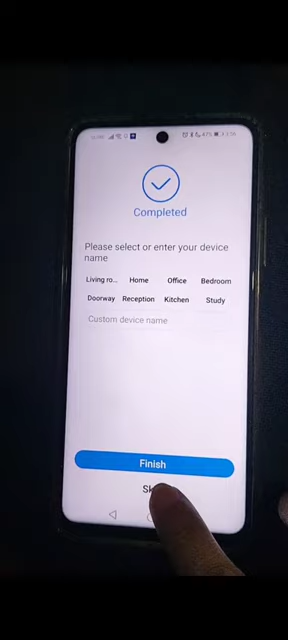 47%
Completed
Please select or enter your device
name
Living ro... Home Office Bedroom
Doorway Reception Kitchen Study
Custom device name
Finish